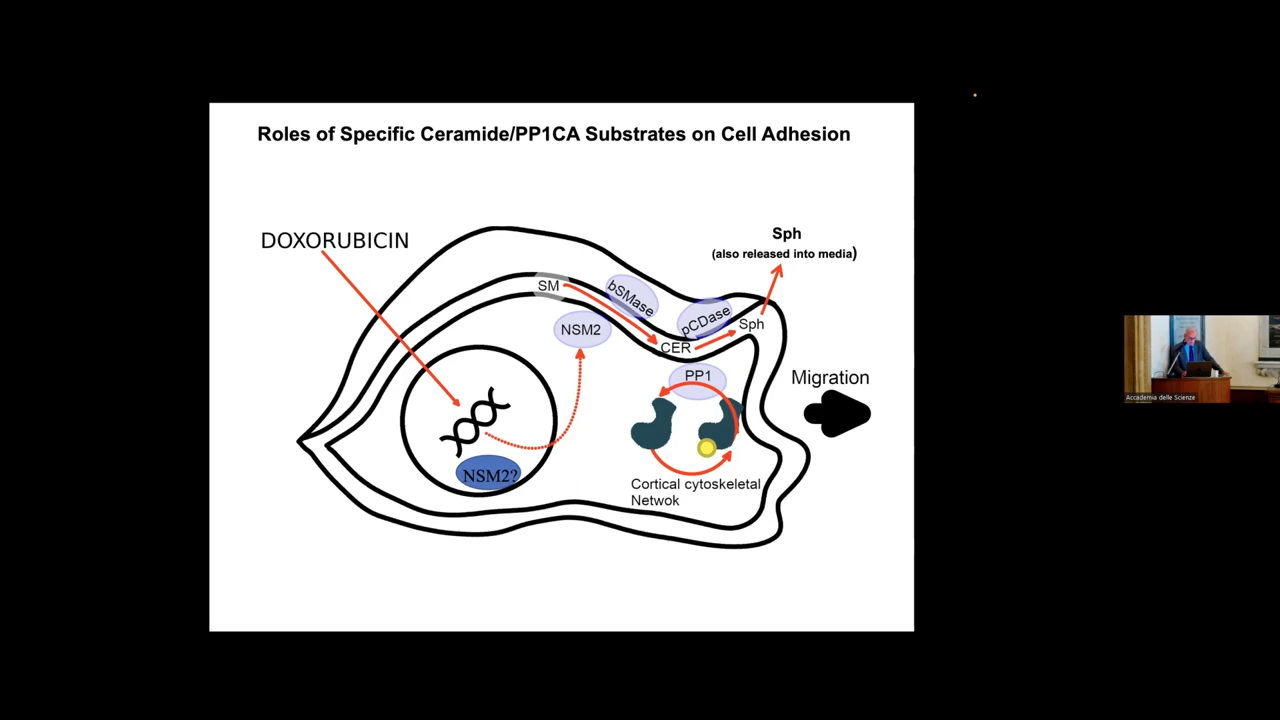 Roles of Specific Ceramide/PP1CA Substrates on Cell Adhesion
DOXORUBICIN
Sph
(also released into media)
SM
bSMase
NSM2
pCDase
Sph
CER
PP1
Migration
NSM2?
Cortical cytoskeletal
Netwok
Accademia delle Scienze